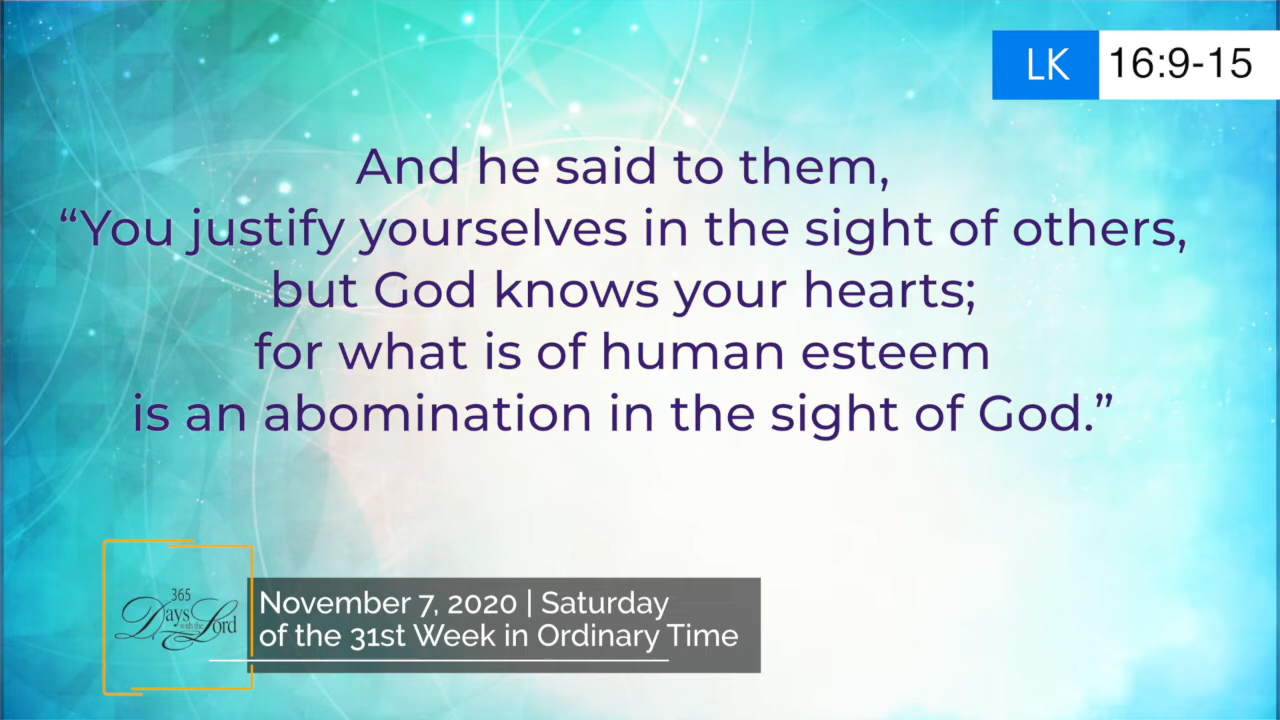 LK 16:9-15
And he said to them,
“You justify yourselves in the sight of others,
but God knows your hearts;
for what is of human esteem
is an abomination in the sight of God.”
365
Days with the Lord
November 7, 2020 | Saturday
of the 31st Week in Ordinary Time